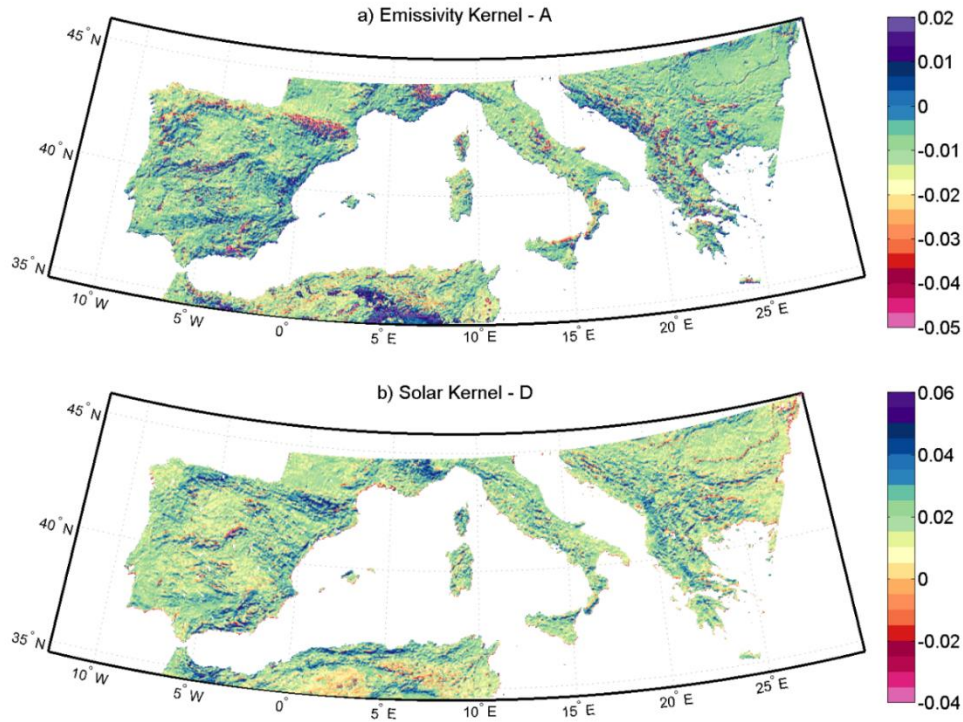 a) Emissivity Kernel - A
45° N
40° N
35° N
10° W
5° W
0°
5° E
10° E
15° E
20° E
25° E
0.02
0.01
0
-0.01
-0.02
-0.03
-0.04
-0.05
b) Solar Kernel - D
45° N
40° N
35° N
10° W
5° W
0°
5° E
10° E
15° E
20° E
25° E
0.06
0.04
0.02
0
-0.02
-0.04